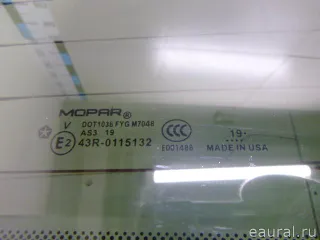 MOPAR®
V DOT1036 FYG M7048
AS3 19
E2 43R-0115132
CCC
E001486
19
••••
MADE IN USA
eaural.ru